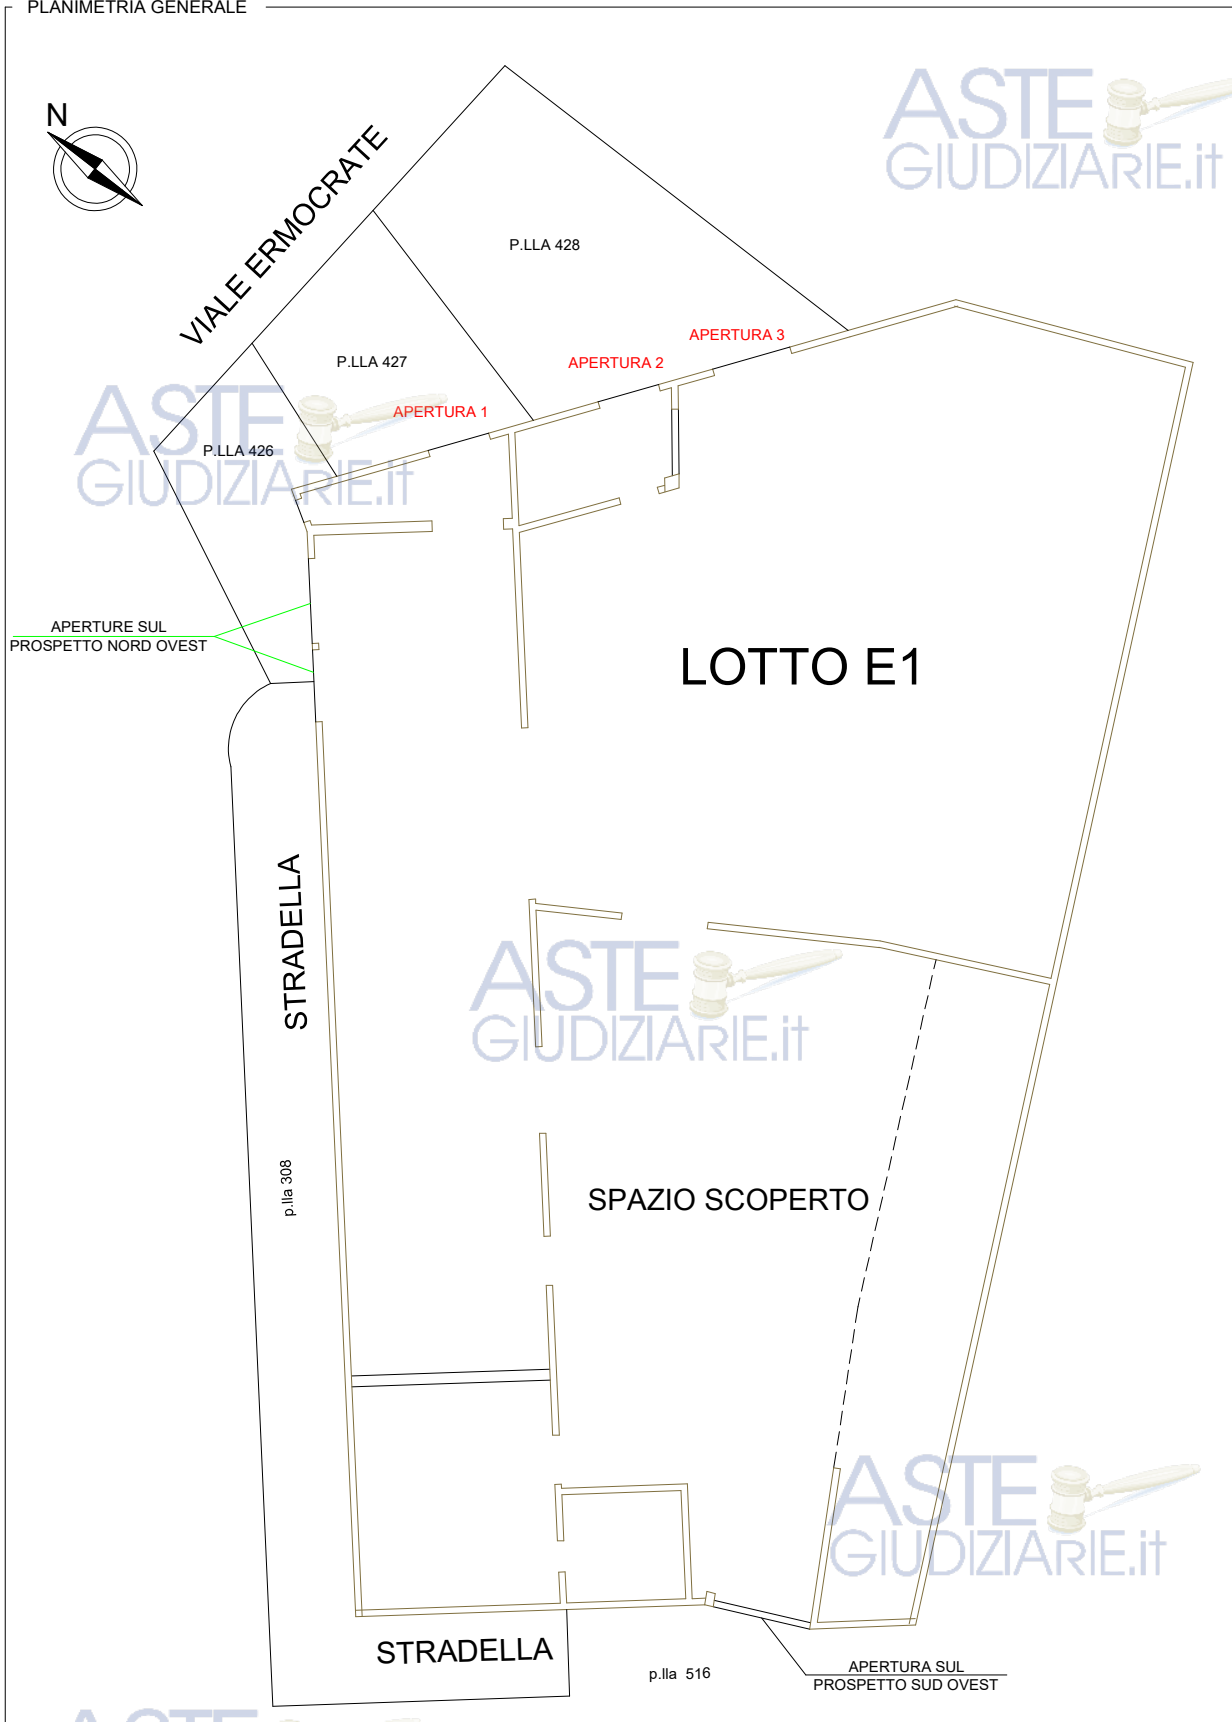 PLANIMETRIA GENERALE
ASTE
GIUDIZIARIE.it
N
VIALE ERMOCRATE
P.LLA 428
APERTURA 3
APERTURA 2
P.LLA 427
APERTURA 1
ASTE
GIUDIZIARIE.it
P.LLA 426
APERTURE SUL
PROSPETTO NORD OVEST
LOTTO E1
STRADELLA
ASTE
GIUDIZIARIE.it
p.lla 308
SPAZIO SCOPERTO
ASTE
GIUDIZIARIE.it
STRADELLA
p.lla 516
APERTURA SUL
PROSPETTO SUD OVEST
ASTE